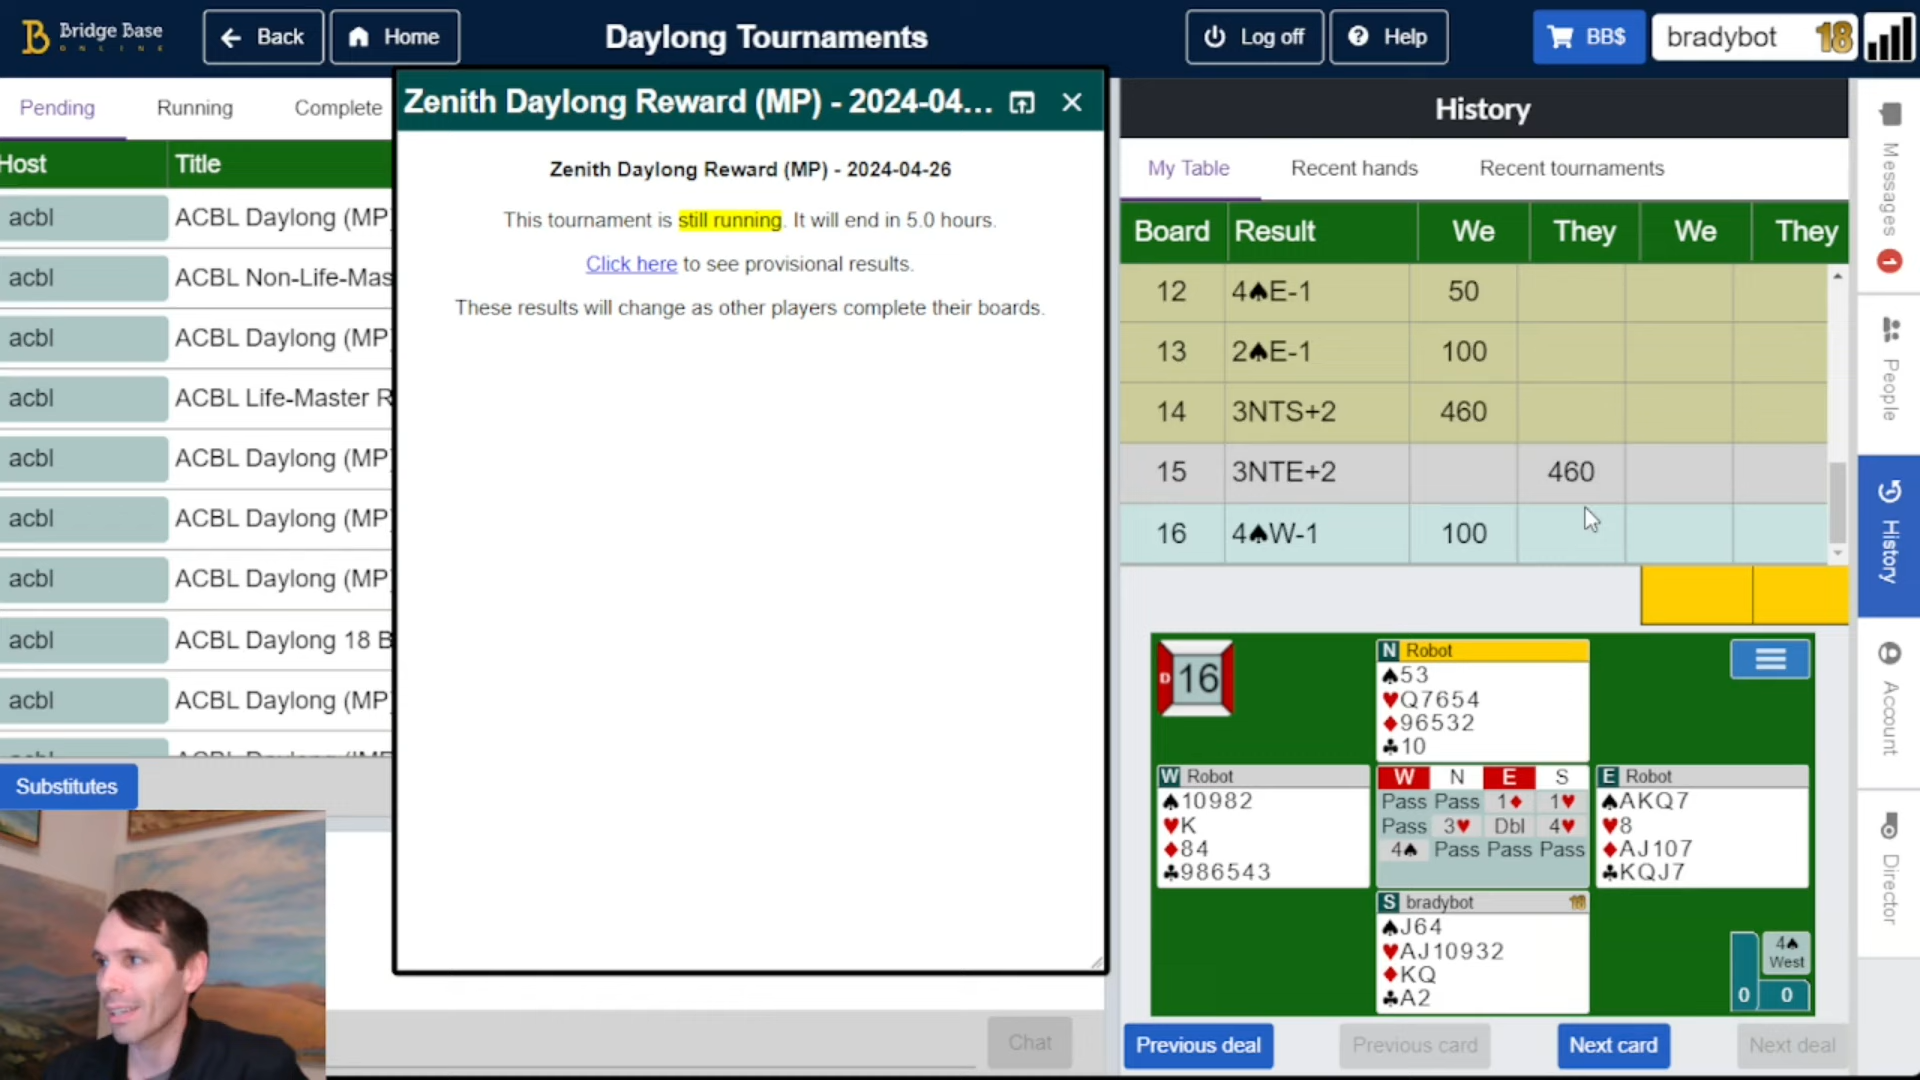 Bridge Base
ONLINE
Back
Home
Daylong Tournaments
Log off
Help
BB$
bradybot
18
Pending
Running
Complete
Host
Title
acbl
ACBL Daylong (MP)
acbl
ACBL Non-Life-Mas
acbl
ACBL Daylong (MP)
acbl
ACBL Life-Master R
acbl
ACBL Daylong (MP)
acbl
ACBL Daylong (MP)
acbl
ACBL Daylong (MP)
acbl
ACBL Daylong 18 B
acbl
ACBL Daylong (MP)
Substitutes
Zenith Daylong Reward (MP) - 2024-04...
Zenith Daylong Reward (MP) - 2024-04-26
This tournament is still running. It will end in 5.0 hours.
Click here to see provisional results.
These results will change as other players complete their boards.
Chat
History
My Table
Recent hands
Recent tournaments
Board Result We They We They
12 4♠E-1 50
13 2♠E-1 100
14 3NTS+2 460
15 3NTE+2 460
16 4♠W-1 100
D 16
N Robot
♠53
♥Q7654
♦96532
♣10
W Robot
♠10982
♥K
♦84
♣986543
W N E S
Pass Pass 1♦ 1♥
Pass 3♥ Dbl 4♥
4♠ Pass Pass Pass
E Robot
♠AKQ7
♥8
♦AJ107
♣KQJ7
S bradybot 18
♠J64
♥AJ10932
♦KQ
♣A2
4♠
West
0 0
Previous deal
Previous card
Next card
Next deal
Messages
1
People
History
Account
Director